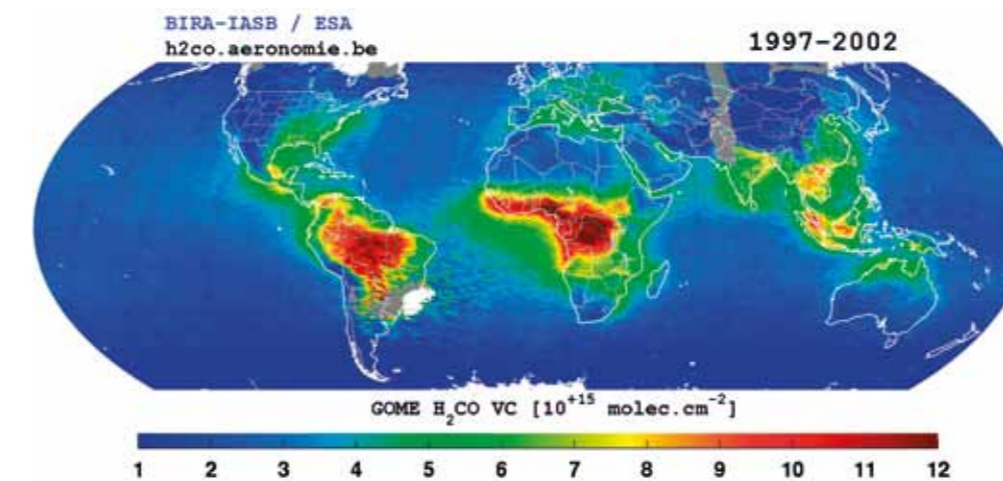 BIRA-IASB / ESA
h2co.aeronomie.be
1997-2002
GOME H₂CO VC [10⁺¹⁵ molec.cm⁻²]
1 2 3 4 5 6 7 8 9 10 11 12